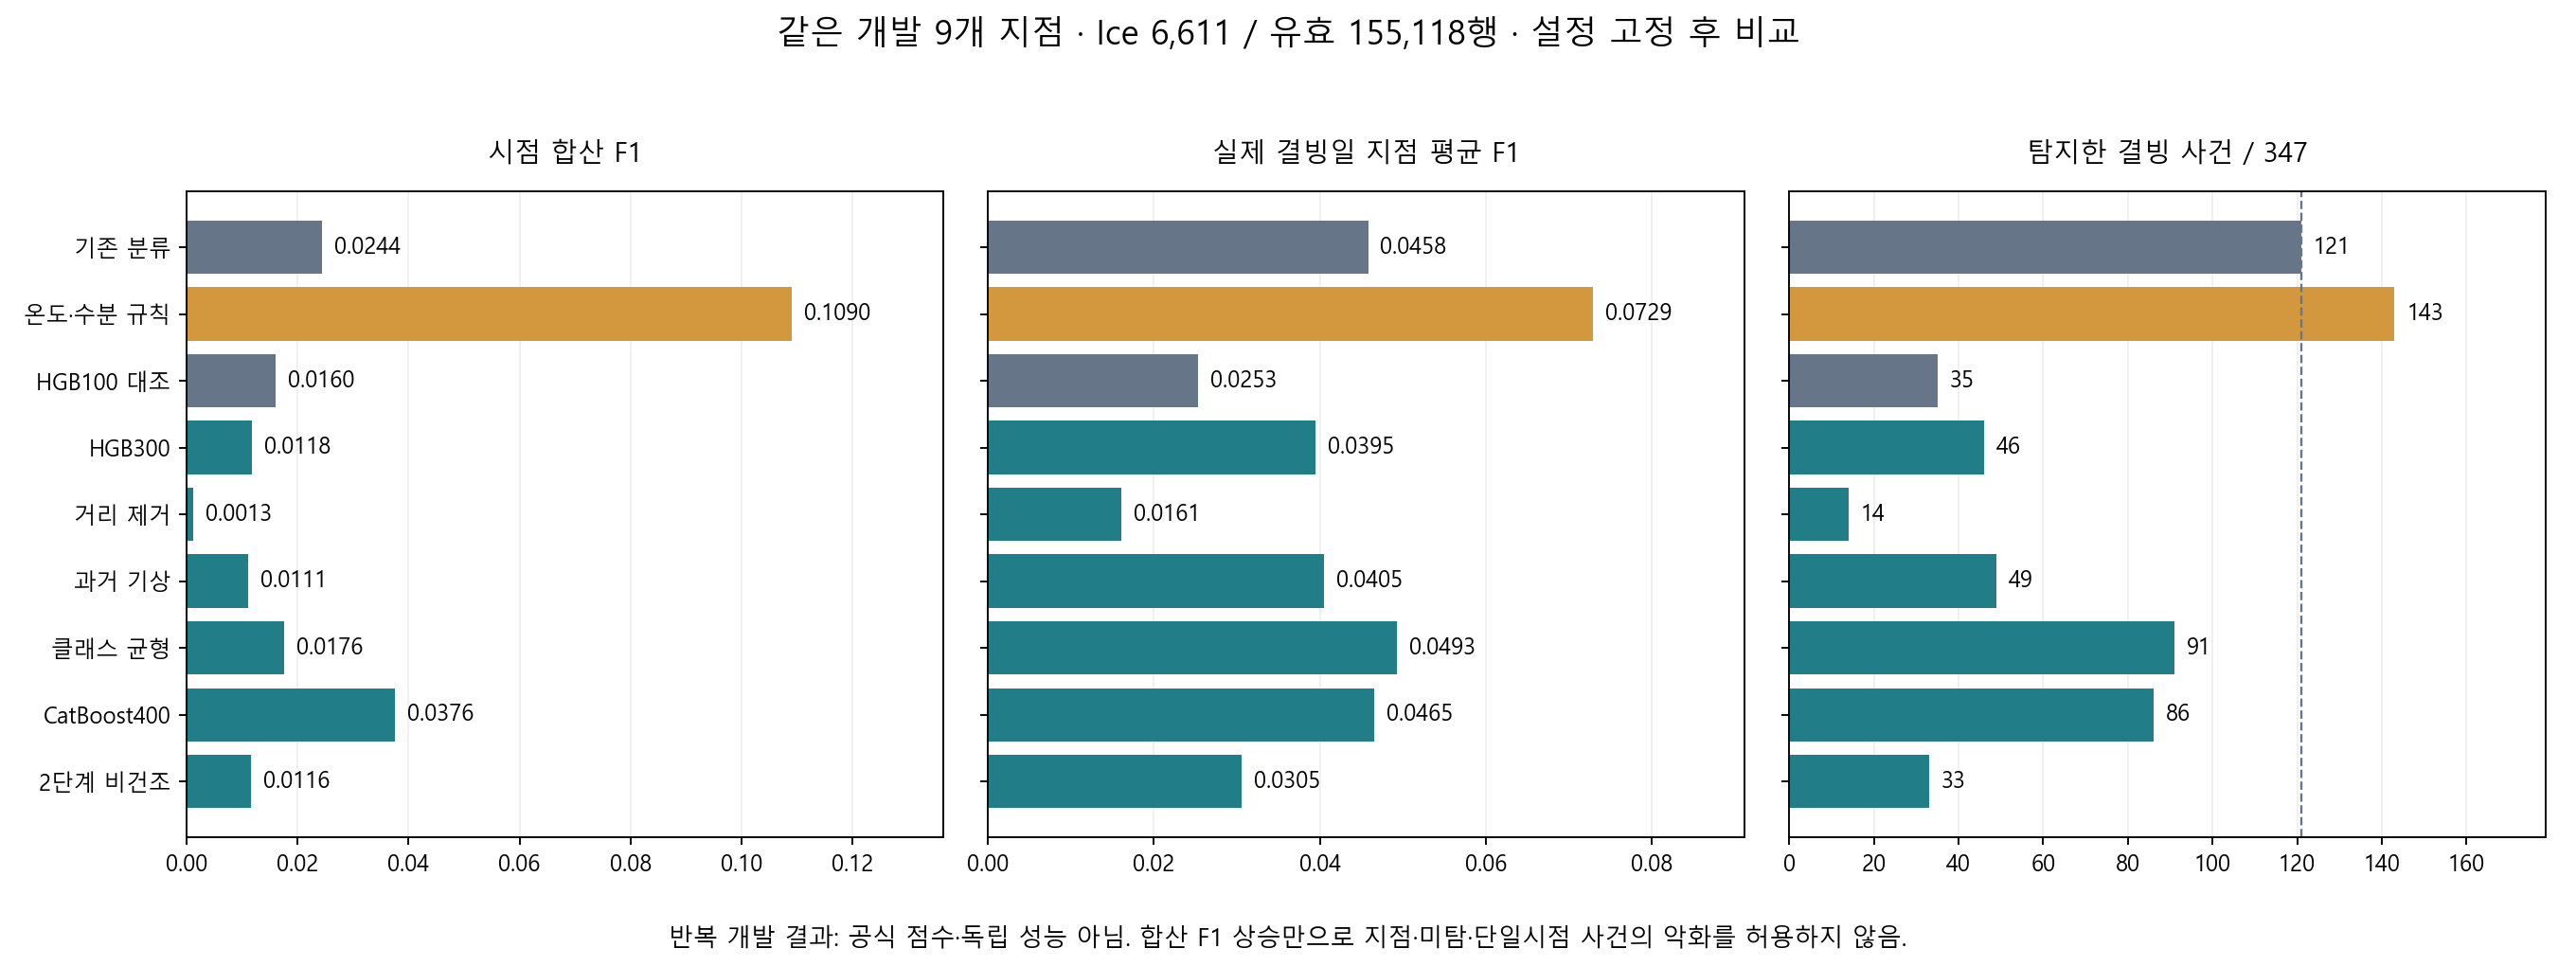 같은 개발 9개 지점 · Ice 6,611 / 유효 155,118행 · 설정 고정 후 비교
시점 합산 F1
실제 결빙일 지점 평균 F1
탐지한 결빙 사건 / 347
기존 분류
0.0244
0.0458
121
온도·수분 규칙
0.1090
0.0729
143
HGB100 대조
0.0160
0.0253
35
HGB300
0.0118
0.0395
46
거리 제거
0.0013
0.0161
14
과거 기상
0.0111
0.0405
49
클래스 균형
0.0176
0.0493
91
CatBoost400
0.0376
0.0465
86
2단계 비건조
0.0116
0.0305
33
0.00 0.02 0.04 0.06 0.08 0.10 0.12
0.00 0.02 0.04 0.06 0.08
0 20 40 60 80 100 120 140 160
반복 개발 결과: 공식 점수·독립 성능 아님. 합산 F1 상승만으로 지점·미탐·단일시점 사건의 악화를 허용하지 않음.